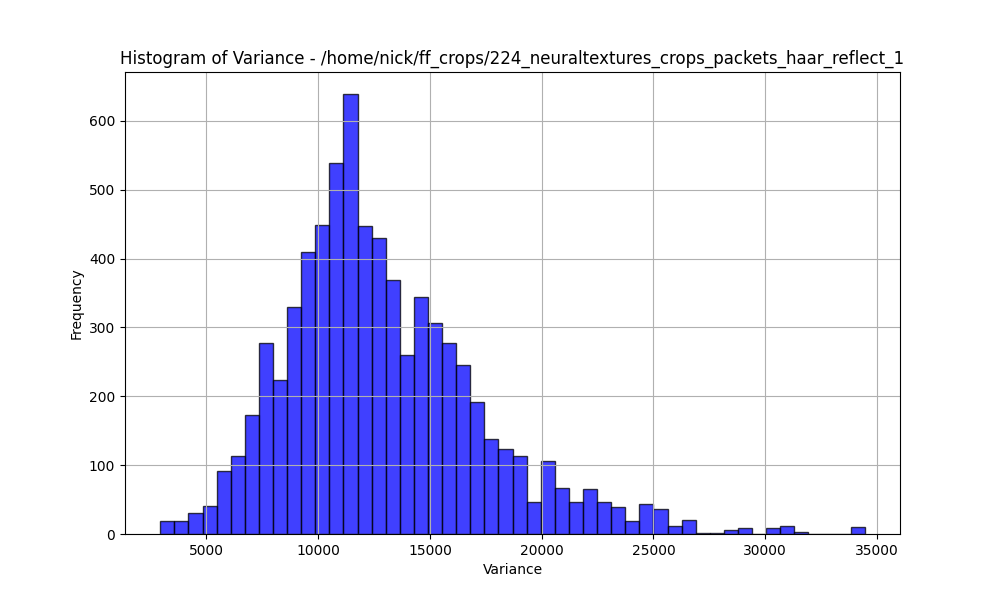 Histogram of Variance - /home/nick/ff_crops/224_neuraltextures_crops_packets_haar_reflect_1
600
500
400
300
200
100
0
Frequency
5000 10000 15000 20000 25000 30000 35000
Variance